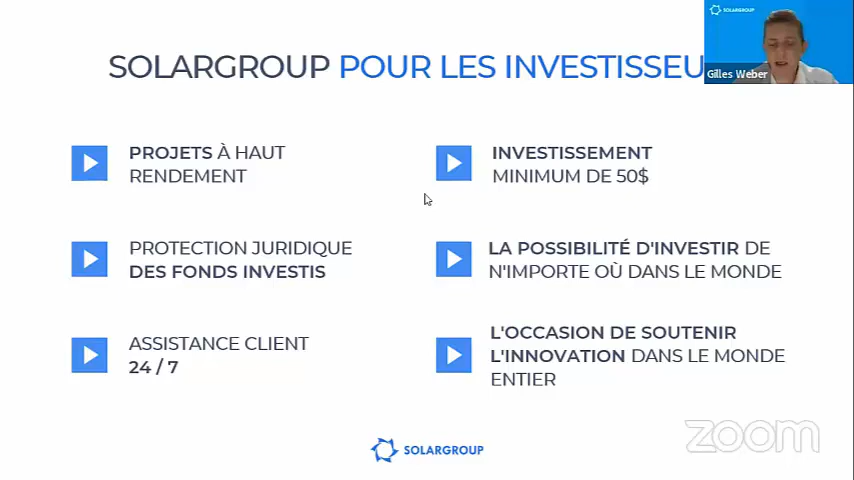 SOLARGROUP
SOLARGROUP POUR LES INVESTISSEU
Gilles Weber
PROJETS À HAUT
RENDEMENT
INVESTISSEMENT
MINIMUM DE 50$
PROTECTION JURIDIQUE
DES FONDS INVESTIS
LA POSSIBILITÉ D'INVESTIR DE
N'IMPORTE OÙ DANS LE MONDE
ASSISTANCE CLIENT
24 / 7
L'OCCASION DE SOUTENIR
L'INNOVATION DANS LE MONDE
ENTIER
SOLARGROUP
zoom